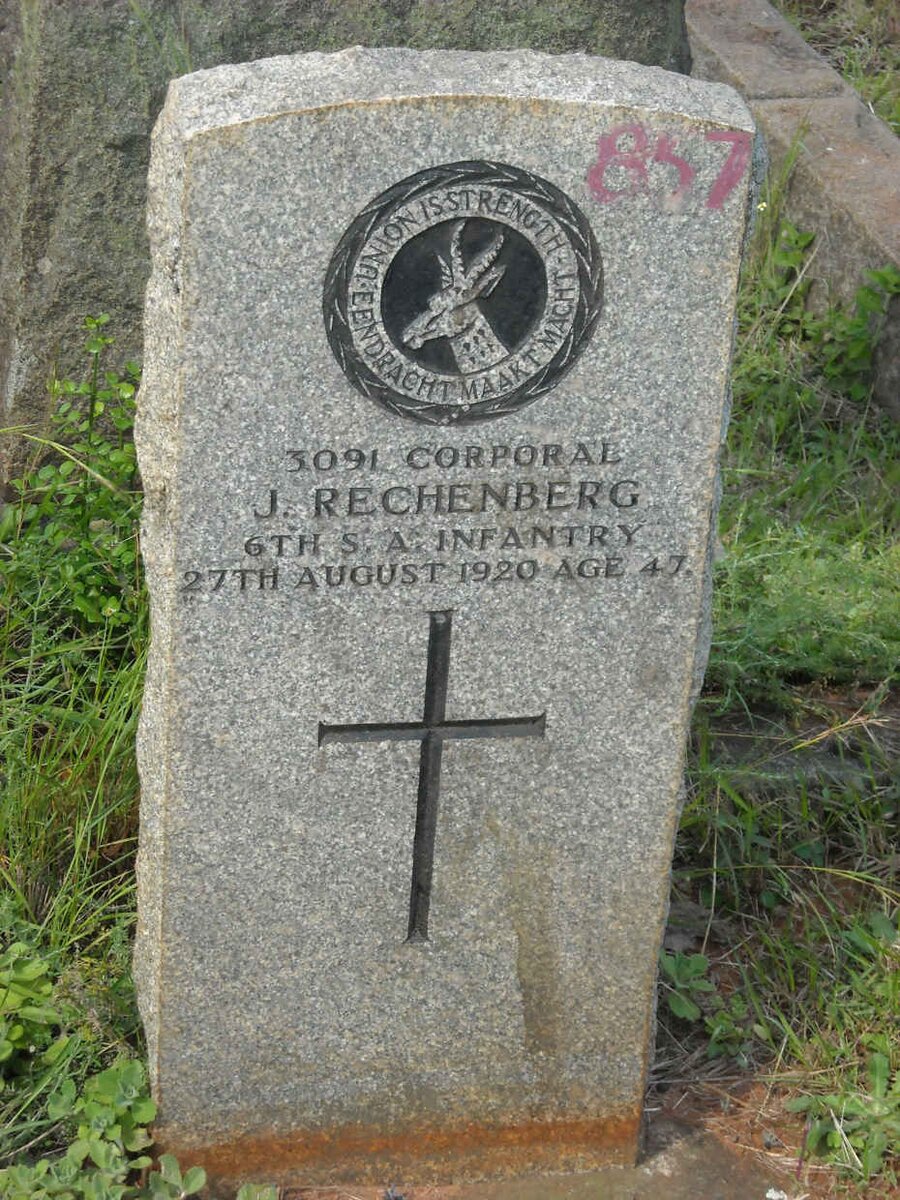 857
UNION IS STRENGTH
EENDRACHT MAAKT MACHT
3091 CORPORAL
J. RECHENBERG
6TH S. A. INFANTRY
27TH AUGUST 1920 AGE 47.